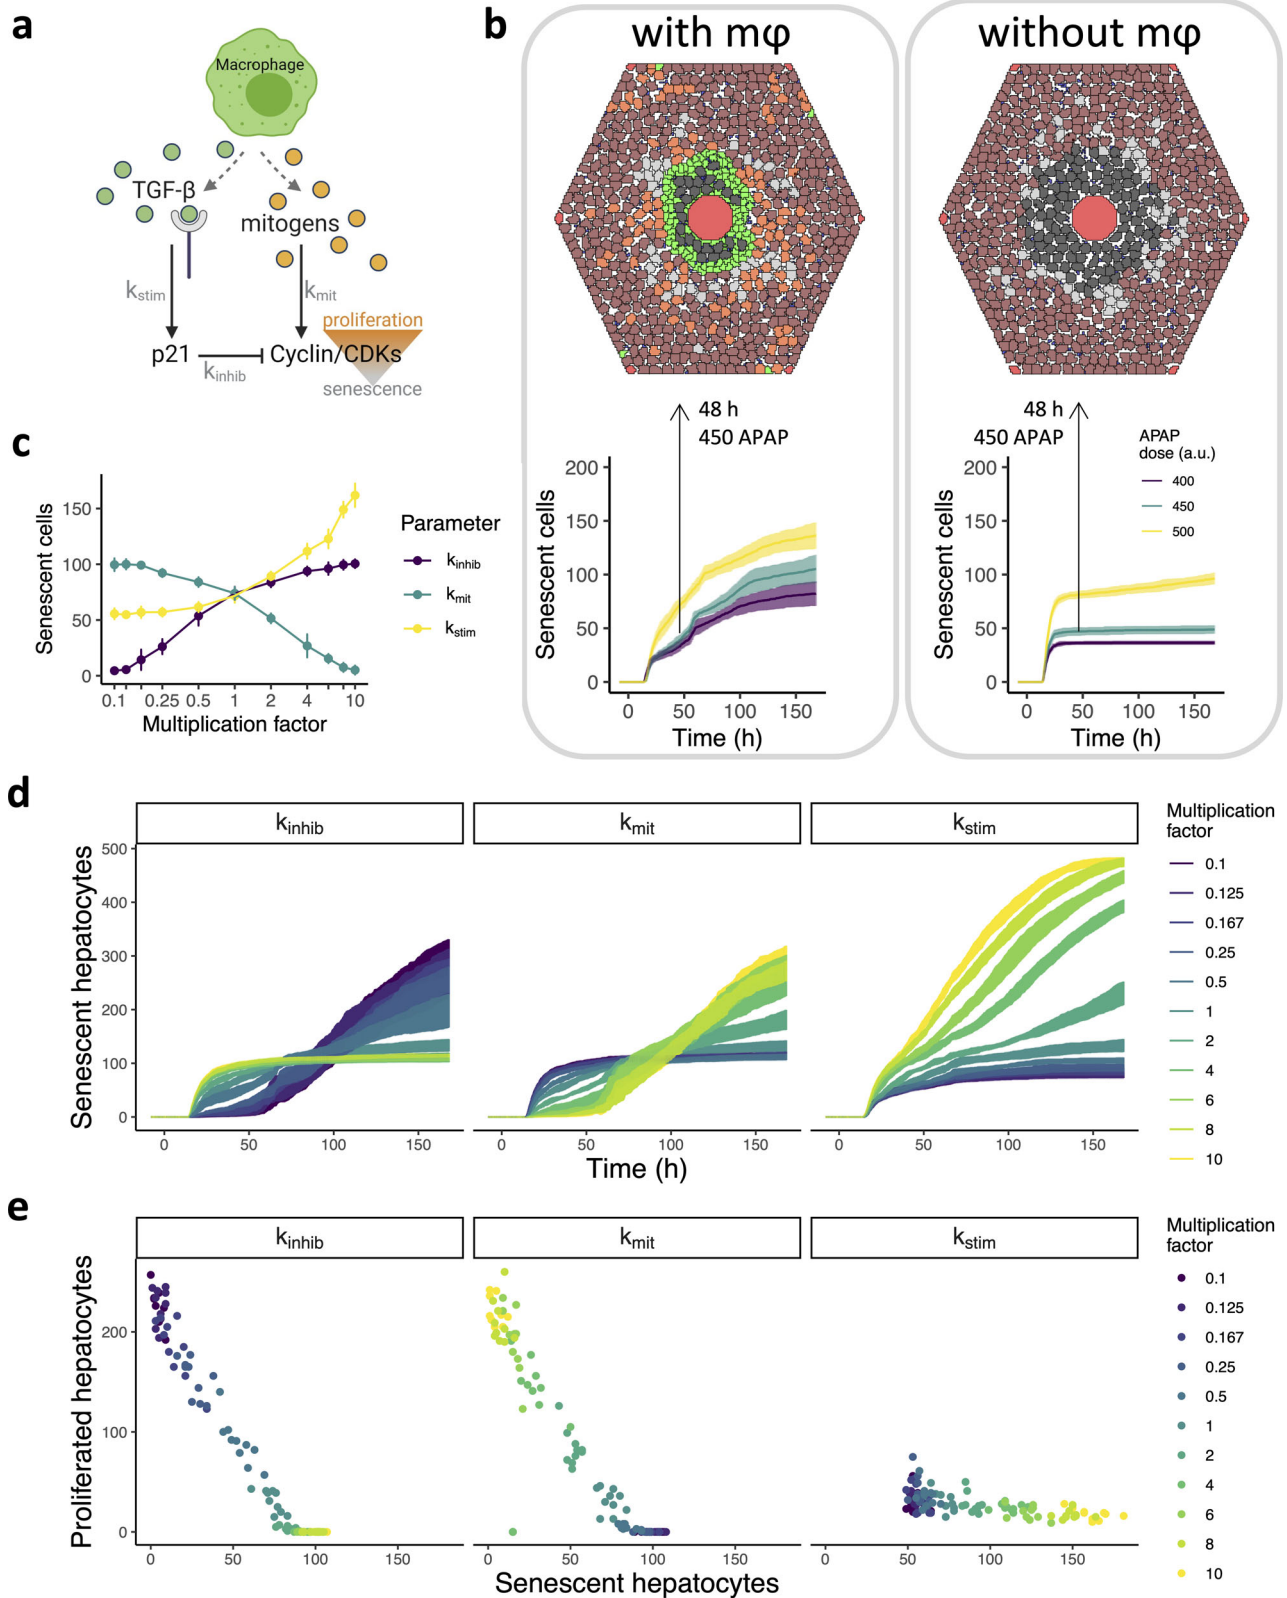 a
Macrophage
TGF-β
mitogens
kstim
kmit
proliferation
p21
Cyclin/CDKs
kinhib
senescence
b
with mφ
without mφ
48 h
450 APAP
48 h
450 APAP
APAP
dose (a.u.)
400
450
500
200
150
100
50
0
Senescent cells
0 50 100 150
Time (h)
200
150
100
50
0
Senescent cells
0 50 100 150
Time (h)
c
Senescent cells
150
100
50
0
0.1 0.25 0.5 1 2 4 10
Multiplication factor
Parameter
kinhib
kmit
kstim
d
kinhib
kmit
kstim
Senescent hepatocytes
500
400
300
200
100
0
0 50 100 150
0 50 100 150
0 50 100 150
Time (h)
Multiplication
factor
0.1
0.125
0.167
0.25
0.5
1
2
4
6
8
10
e
kinhib
kmit
kstim
Proliferated hepatocytes
200
100
0
0 50 100 150
0 50 100 150
0 50 100 150
Senescent hepatocytes
Multiplication
factor
0.1
0.125
0.167
0.25
0.5
1
2
4
6
8
10